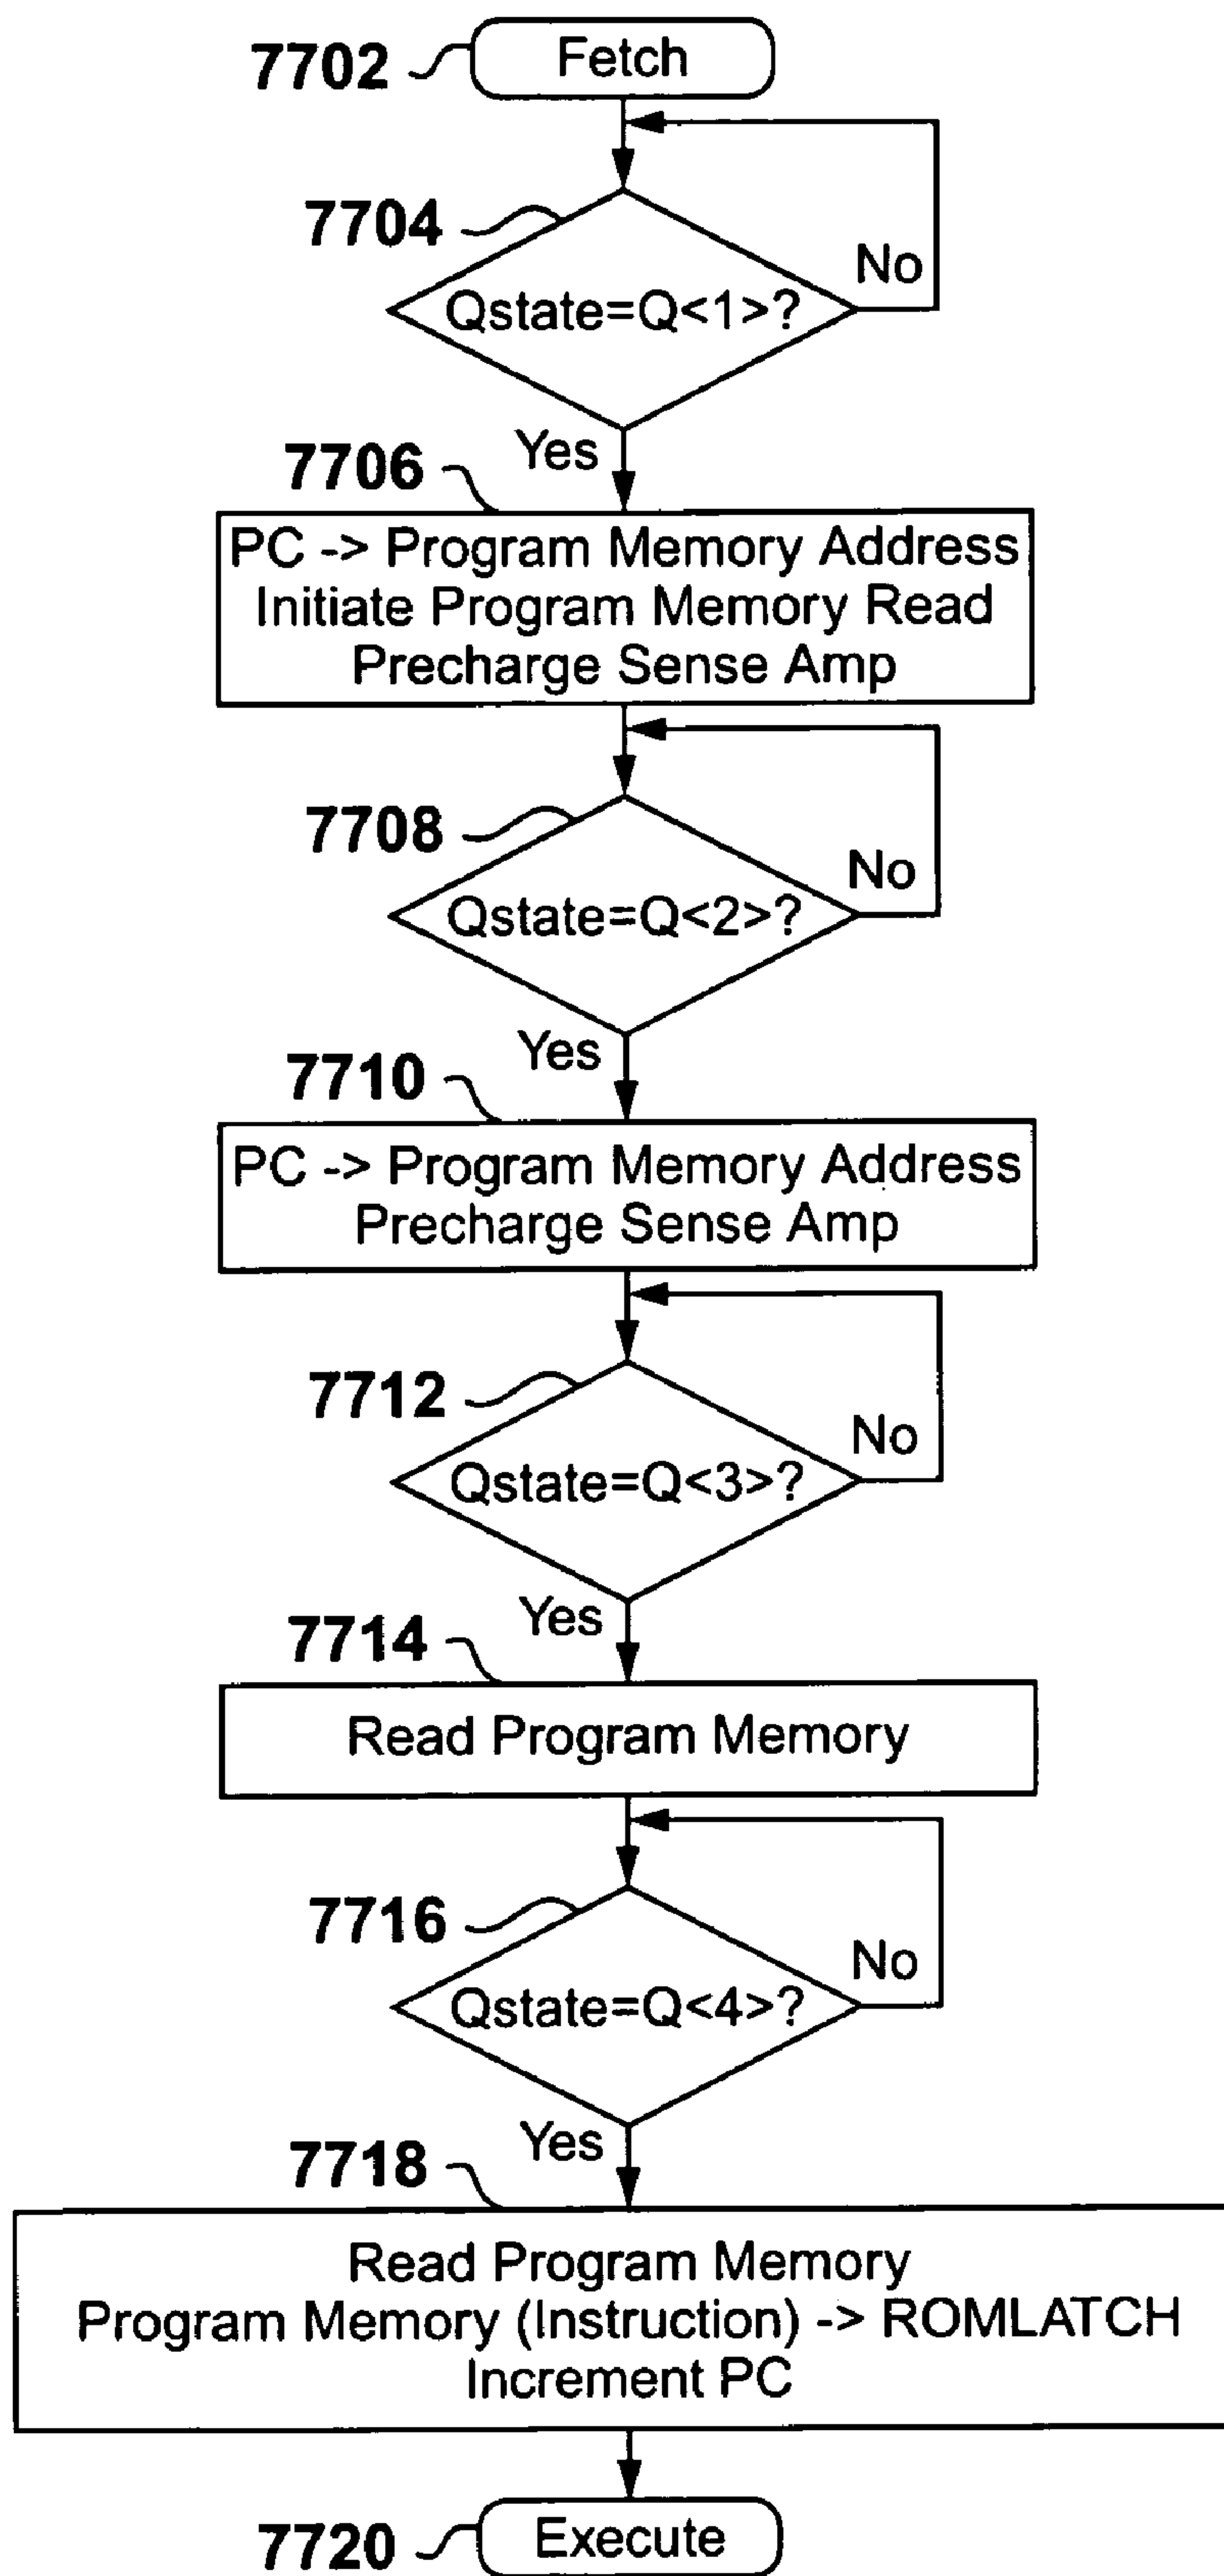 7702
Fetch
7704
No
Qstate=Q<1>?
Yes
7706
PC -> Program Memory Address
Initiate Program Memory Read
Precharge Sense Amp
7708
No
Qstate=Q<2>?
Yes
7710
PC -> Program Memory Address
Precharge Sense Amp
7712
No
Qstate=Q<3>?
Yes
7714
Read Program Memory
7716
No
Qstate=Q<4>?
Yes
7718
Read Program Memory
Program Memory (Instruction) -> ROMLATCH
Increment PC
7720
Execute